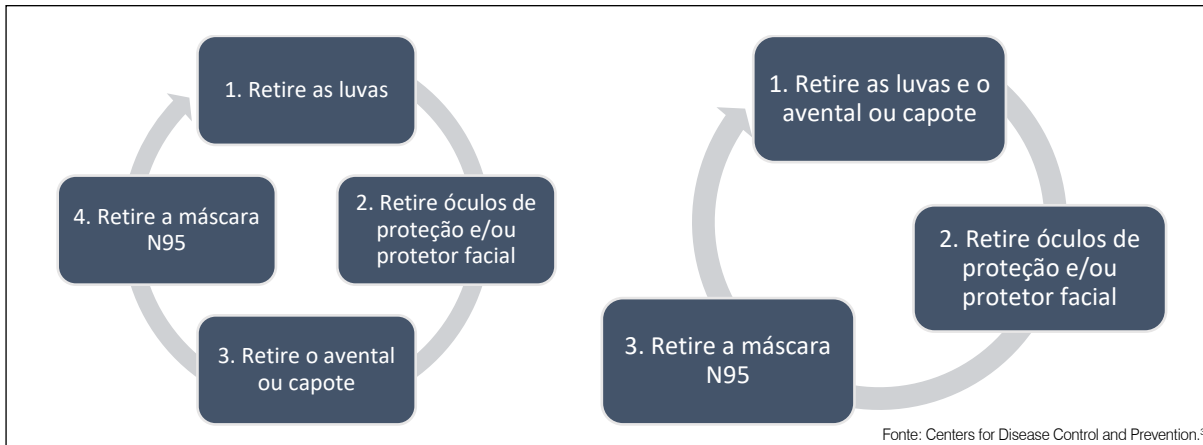 1. Retire as luvas
2. Retire óculos de
proteção e/ou
protetor facial
3. Retire o avental
ou capote
4. Retire a máscara
N95
1. Retire as luvas e o
avental ou capote
2. Retire óculos de
proteção e/ou
protetor facial
3. Retire a máscara
N95
Fonte: Centers for Disease Control and Prevention.